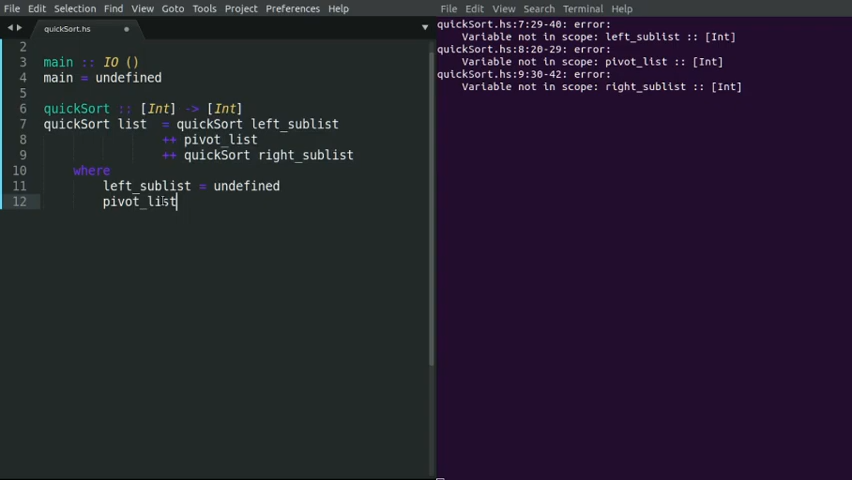 File Edit Selection Find View Goto Tools Project Preferences Help
quickSort.hs
2
3 main :: IO ()
4 main = undefined
5
6 quickSort :: [Int] -> [Int]
7 quickSort list  = quickSort left_sublist
8 ++ pivot_list
9 ++ quickSort right_sublist
10 where
11 left_sublist = undefined
12 pivot_list
File Edit View Search Terminal Help
quickSort.hs:7:29-40: error:
Variable not in scope: left_sublist :: [Int]
quickSort.hs:8:20-29: error:
Variable not in scope: pivot_list :: [Int]
quickSort.hs:9:30-42: error:
Variable not in scope: right_sublist :: [Int]